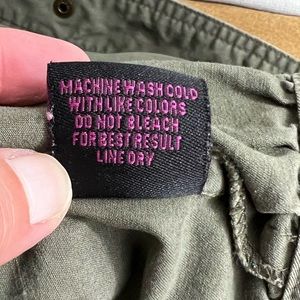 MACHINE WASH COLD
WITH LIKE COLORS
DO NOT BLEACH
FOR BEST RESULT
LINE DRY